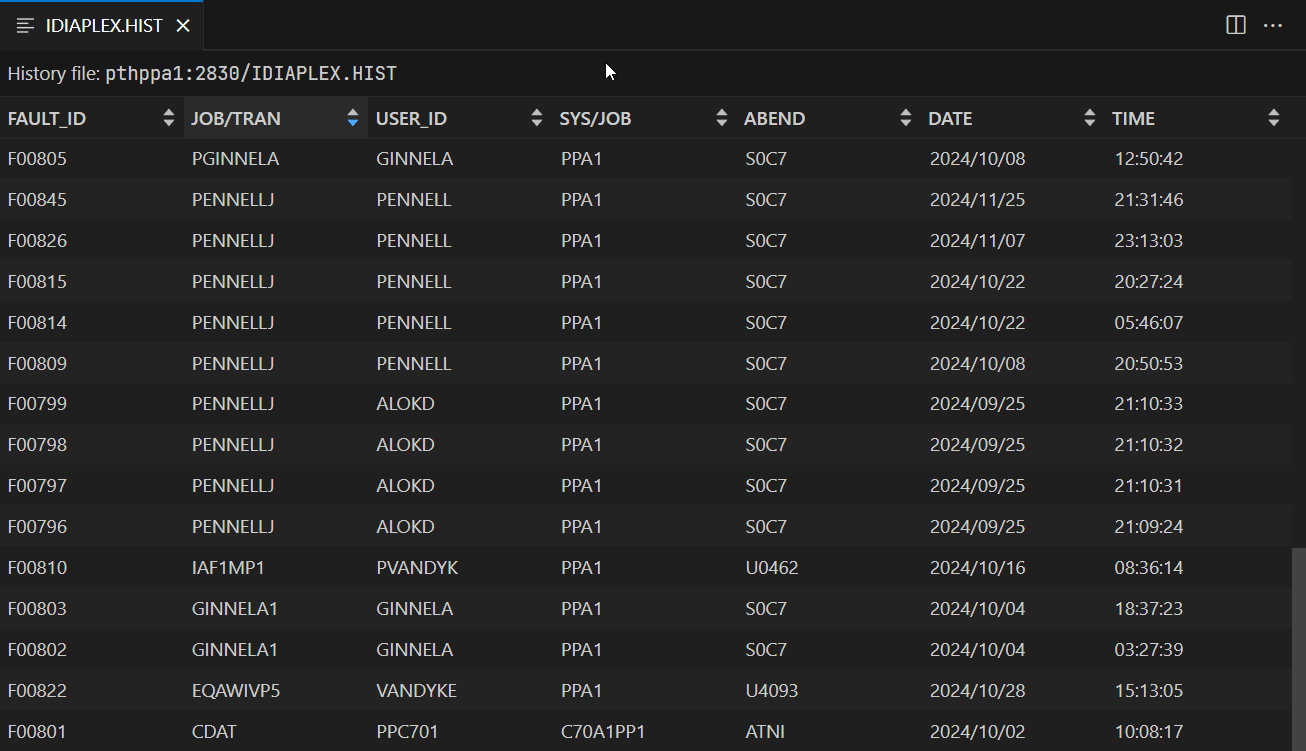 IDIAPLEX.HIST
History file: pthppa1:2830/IDIAPLEX.HIST
FAULT_ID JOB/TRAN USER_ID SYS/JOB ABEND DATE TIME
F00805 PGINNELA GINNELA PPA1 S0C7 2024/10/08 12:50:42
F00845 PENNELLJ PENNELL PPA1 S0C7 2024/11/25 21:31:46
F00826 PENNELLJ PENNELL PPA1 S0C7 2024/11/07 23:13:03
F00815 PENNELLJ PENNELL PPA1 S0C7 2024/10/22 20:27:24
F00814 PENNELLJ PENNELL PPA1 S0C7 2024/10/22 05:46:07
F00809 PENNELLJ PENNELL PPA1 S0C7 2024/10/08 20:50:53
F00799 PENNELLJ ALOKD PPA1 S0C7 2024/09/25 21:10:33
F00798 PENNELLJ ALOKD PPA1 S0C7 2024/09/25 21:10:32
F00797 PENNELLJ ALOKD PPA1 S0C7 2024/09/25 21:10:31
F00796 PENNELLJ ALOKD PPA1 S0C7 2024/09/25 21:09:24
F00810 IAF1MP1 PVANDYK PPA1 U0462 2024/10/16 08:36:14
F00803 GINNELA1 GINNELA PPA1 S0C7 2024/10/04 18:37:23
F00802 GINNELA1 GINNELA PPA1 S0C7 2024/10/04 03:27:39
F00822 EQAWIVP5 VANDYKE PPA1 U4093 2024/10/28 15:13:05
F00801 CDAT PPC701 C70A1PP1 ATNI 2024/10/02 10:08:17